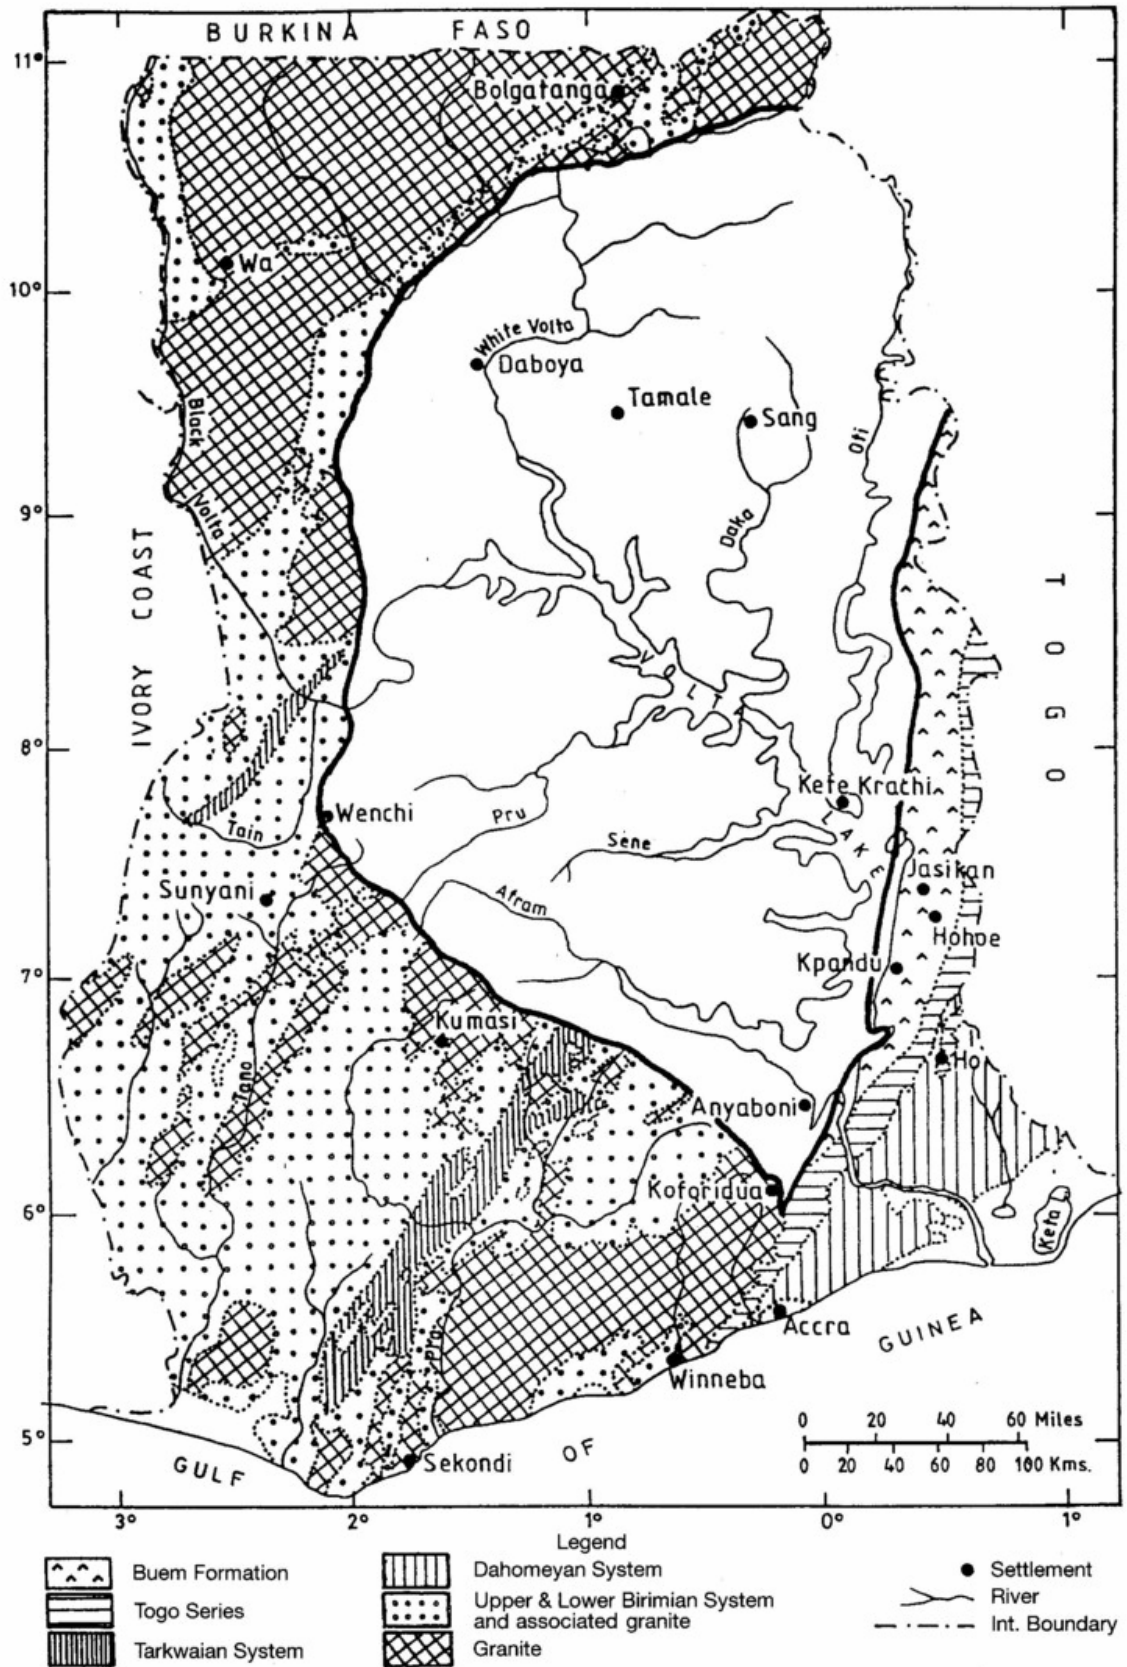 BURKINA FASO
11°
Bolgatanga
Wa
10°
White Volta
Daboya
Tamale
Sang
Black
Volta
Oti
Daka
9°
IVORY COAST
TOGO
VOLTA
8°
Kete Krachi
Wenchi
Pru
Tain
Sene
LAKE
Jasikan
Sunyani
Afram
Hohoe
Kpandu
7°
Kumasi
Tano
Ho
Anyaboni
Koforidua
6°
Keta
Accra
GUINEA
Pra
Winneba
0 20 40 60 Miles
5°
OF
Sekondi
0 20 40 60 80 100 Kms.
GULF
3° 2° 1° 0° 1°
Legend
Buem Formation
Togo Series
Tarkwaian System
Dahomeyan System
Upper & Lower Birimian System
and associated granite
Granite
Settlement
River
Int. Boundary